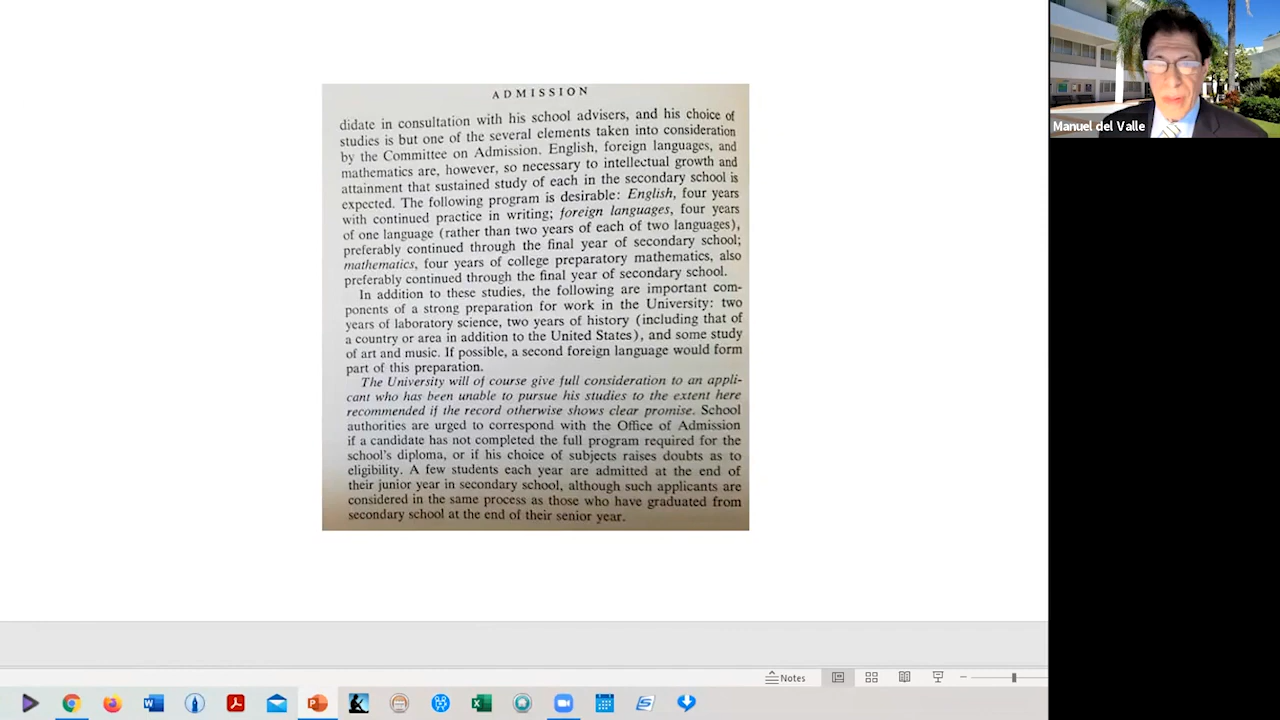 ADMISSION
didate in consultation with his school advisers, and his choice of
studies is but one of the several elements taken into consideration
by the Committee on Admission. English, foreign languages, and
mathematics are, however, so necessary to intellectual growth and
attainment that sustained study of each in the secondary school is
expected. The following program is desirable: English, four years
with continued practice in writing; foreign languages, four years
of one language (rather than two years of each of two languages),
preferably continued through the final year of secondary school;
mathematics, four years of college preparatory mathematics, also
preferably continued through the final year of secondary school.
In addition to these studies, the following are important com-
ponents of a strong preparation for work in the University: two
years of laboratory science, two years of history (including that of
a country or area in addition to the United States), and some study
of art and music. If possible, a second foreign language would form
part of this preparation.
The University will of course give full consideration to an appli-
cant who has been unable to pursue his studies to the extent here
recommended if the record otherwise shows clear promise. School
authorities are urged to correspond with the Office of Admission
if a candidate has not completed the full program required for the
school's diploma, or if his choice of subjects raises doubts as to
eligibility. A few students each year are admitted at the end of
their junior year in secondary school, although such applicants are
considered in the same process as those who have graduated from
secondary school at the end of their senior year.
Manuel del Valle
Notes